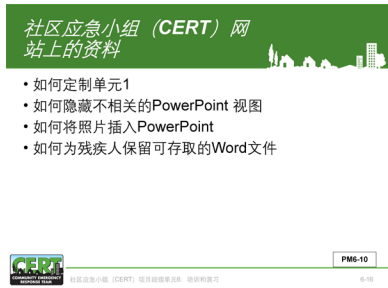 社区应急小组（CERT）网
站上的资料
• 如何定制单元1
• 如何隐藏不相关的PowerPoint 视图
• 如何将照片插入PowerPoint
• 如何为残疾人保留可存取的Word文件
PM6-10
CERT
COMMUNITY EMERGENCY
RESPONSE TEAM
社区应急小组（CERT）项目经理单元6：培训和演习
6-16